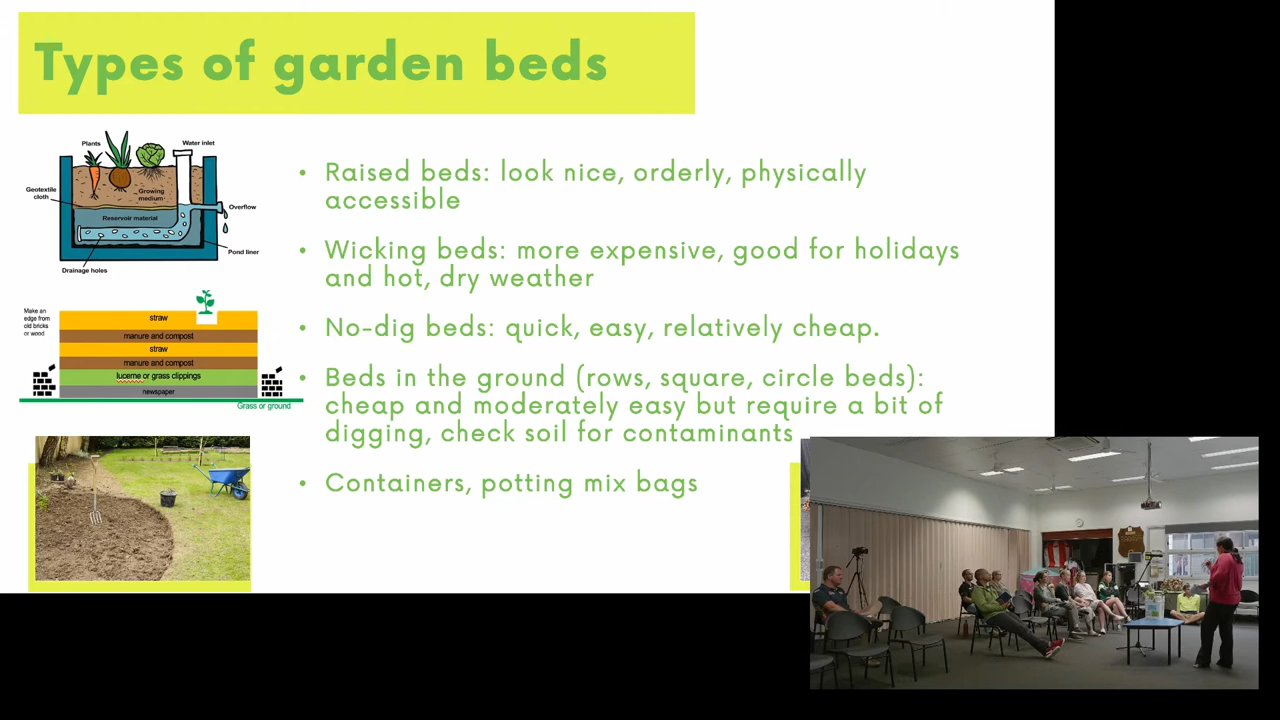 Types of garden beds
Plants
Water inlet
Geotextile
cloth
Growing
medium
Reservoir material
Overflow
Pond liner
Drainage holes
Make an
edge from
old bricks
or wood
straw
manure and compost
straw
manure and compost
lucerne or grass clippings
newspaper
Grass or ground
• Raised beds: look nice, orderly, physically
accessible
• Wicking beds: more expensive, good for holidays
and hot, dry weather
• No-dig beds: quick, easy, relatively cheap.
• Beds in the ground (rows, square, circle beds):
cheap and moderately easy but require a bit of
digging, check soil for contaminants
• Containers, potting mix bags